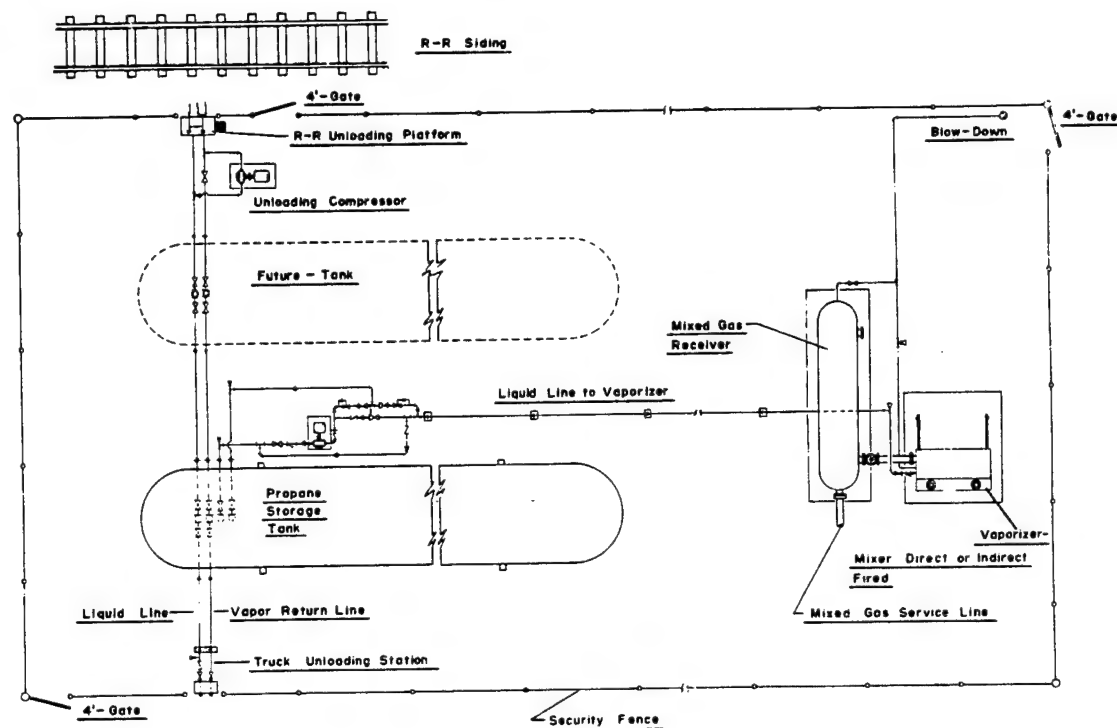 R-R Siding
4'-Gate
R-R Unloading Platform
4'-Gate
Blow-Down
Unloading Compressor
Future - Tank
Mixed Gas
Receiver
Liquid Line to Vaporizer
Propane
Storage
Tank
Vaporizer-
Mixer Direct or Indirect
Fired
Liquid Line
Vapor Return Line
Mixed Gas Service Line
Truck Unloading Station
4'-Gate
Security Fence